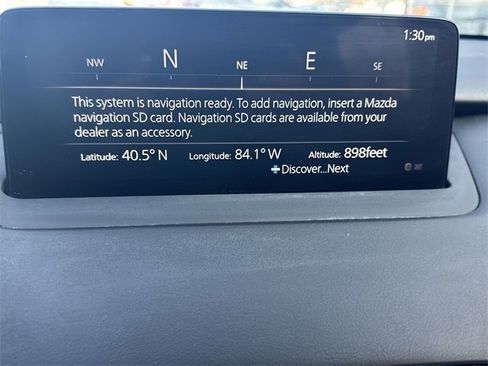 1:30pm
NW N NE E SE
This system is navigation ready. To add navigation, insert a Mazda
navigation SD card. Navigation SD cards are available from your
dealer as an accessory.
Latitude: 40.5° N Longitude: 84.1° W Altitude: 898feet
Discover...Next